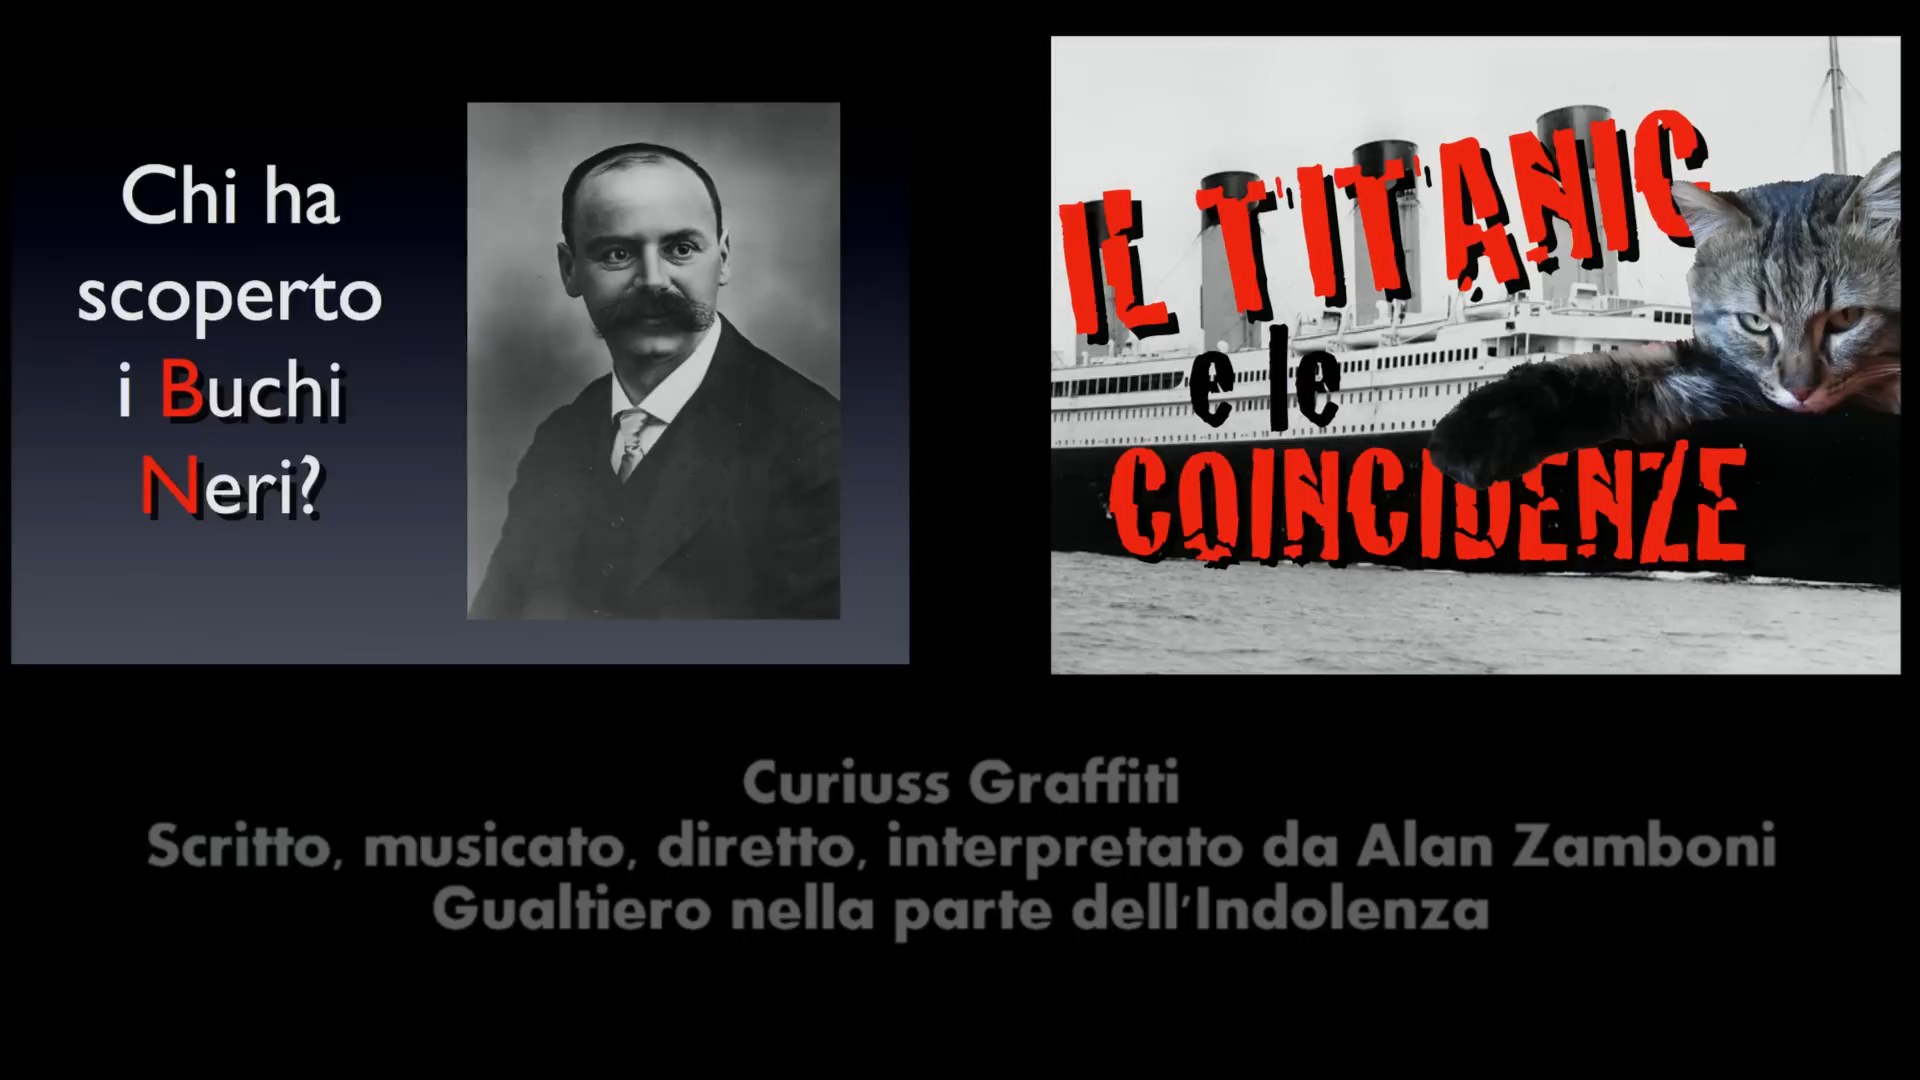 Chi ha
scoperto
i Buchi
Neri?
IL TITANIC
e le
COINCIDENZE
Curiuss Graffiti
Scritto, musicato, diretto, interpretato da Alan Zamboni
Gualtiero nella parte dell'Indolenza